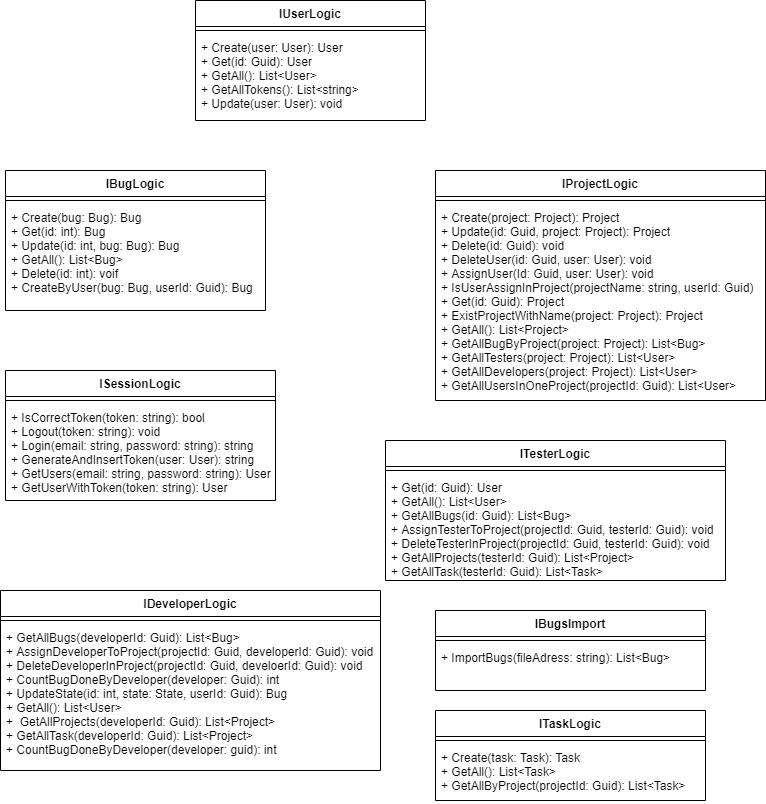 IUserLogic
+ Create(user: User): User
+ Get(id: Guid): User
+ GetAll(): List<User>
+ GetAllTokens(): List<string>
+ Update(user: User): void
IBugLogic
+ Create(bug: Bug): Bug
+ Get(id: int): Bug
+ Update(id: int, bug: Bug): Bug
+ GetAll(): List<Bug>
+ Delete(id: int): voif
+ CreateByUser(bug: Bug, userId: Guid): Bug
IProjectLogic
+ Create(project: Project): Project
+ Update(id: Guid, project: Project): Project
+ Delete(id: Guid): void
+ DeleteUser(id: Guid, user: User): void
+ AssignUser(Id: Guid, user: User): void
+ IsUserAssignInProject(projectName: string, userId: Guid)
+ Get(id: Guid): Project
+ ExistProjectWithName(project: Project): Project
+ GetAll(): List<Project>
+ GetAllBugByProject(project: Project): List<Bug>
+ GetAllTesters(project: Project): List<User>
+ GetAllDevelopers(project: Project): List<User>
+ GetAllUsersInOneProject(projectId: Guid): List<User>
ISessionLogic
+ IsCorrectToken(token: string): bool
+ Logout(token: string): void
+ Login(email: string, password: string): string
+ GenerateAndInsertToken(user: User): string
+ GetUsers(email: string, password: string): User
+ GetUserWithToken(token: string): User
ITesterLogic
+ Get(id: Guid): User
+ GetAll(): List<User>
+ GetAllBugs(id: Guid): List<Bug>
+ AssignTesterToProject(projectId: Guid, testerId: Guid): void
+ DeleteTesterInProject(projectId: Guid, testerId: Guid): void
+ GetAllProjects(testerId: Guid): List<Project>
+ GetAllTask(testerId: Guid): List<Task>
IDeveloperLogic
+ GetAllBugs(developerId: Guid): List<Bug>
+ AssignDeveloperToProject(projectId: Guid, developerId: Guid): void
+ DeleteDeveloperInProject(projectId: Guid, develoerId: Guid): void
+ CountBugDoneByDeveloper(developer: Guid): int
+ UpdateState(id: int, state: State, userId: Guid): Bug
+ GetAll(): List<User>
+ GetAllProjects(developerId: Guid): List<Project>
+ GetAllTask(developerId: Guid): List<Project>
+ CountBugDoneByDeveloper(developer: guid): int
IBugsImport
+ ImportBugs(fileAdress: string): List<Bug>
ITaskLogic
+ Create(task: Task): Task
+ GetAll(): List<Task>
+ GetAllByProject(projectId: Guid): List<Task>